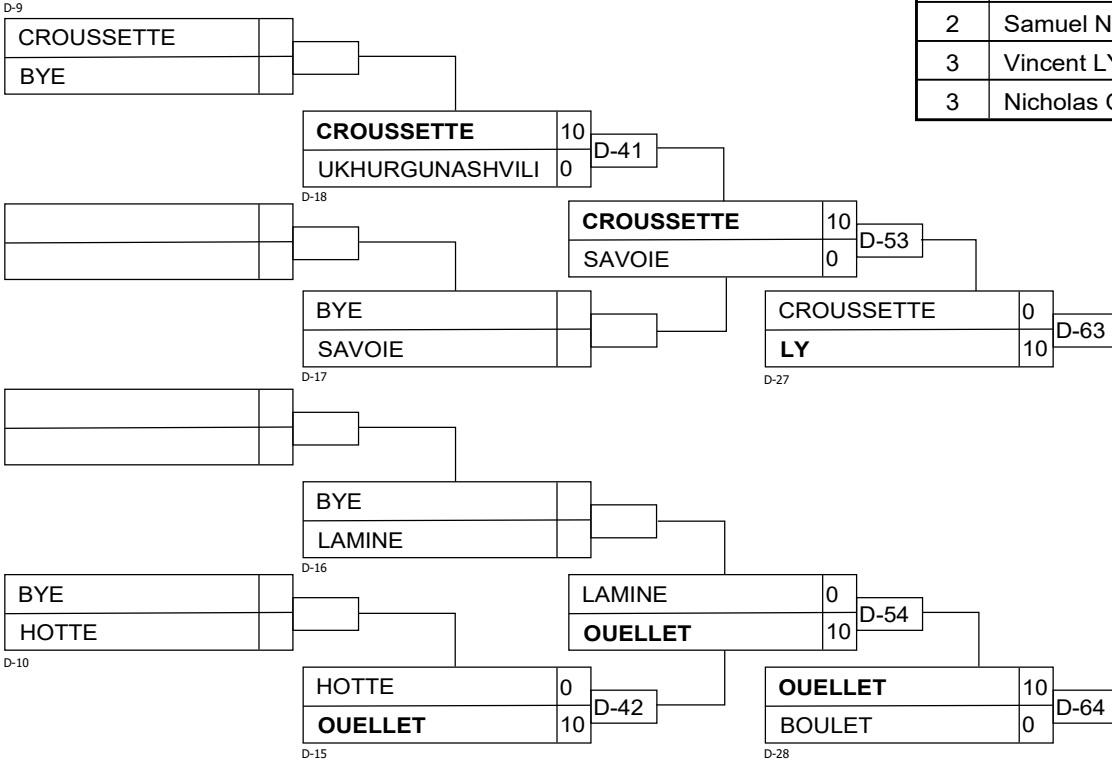 D-9
CROUSSETTE
BYE
2 Samuel
3 Vincent
3 Nicholas
CROUSSETTE 10
UKHURGUNASHVILI 0
D-41
D-18
CROUSSETTE 10
SAVOIE 0
D-53
BYE
SAVOIE
D-17
CROUSSETTE 0
LY 10
D-63
D-27
BYE
LAMINE
D-16
BYE
HOTTE
D-10
LAMINE 0
OUELLET 10
D-54
HOTTE 0
OUELLET 10
D-42
D-15
OUELLET 10
BOULET 0
D-64
D-28